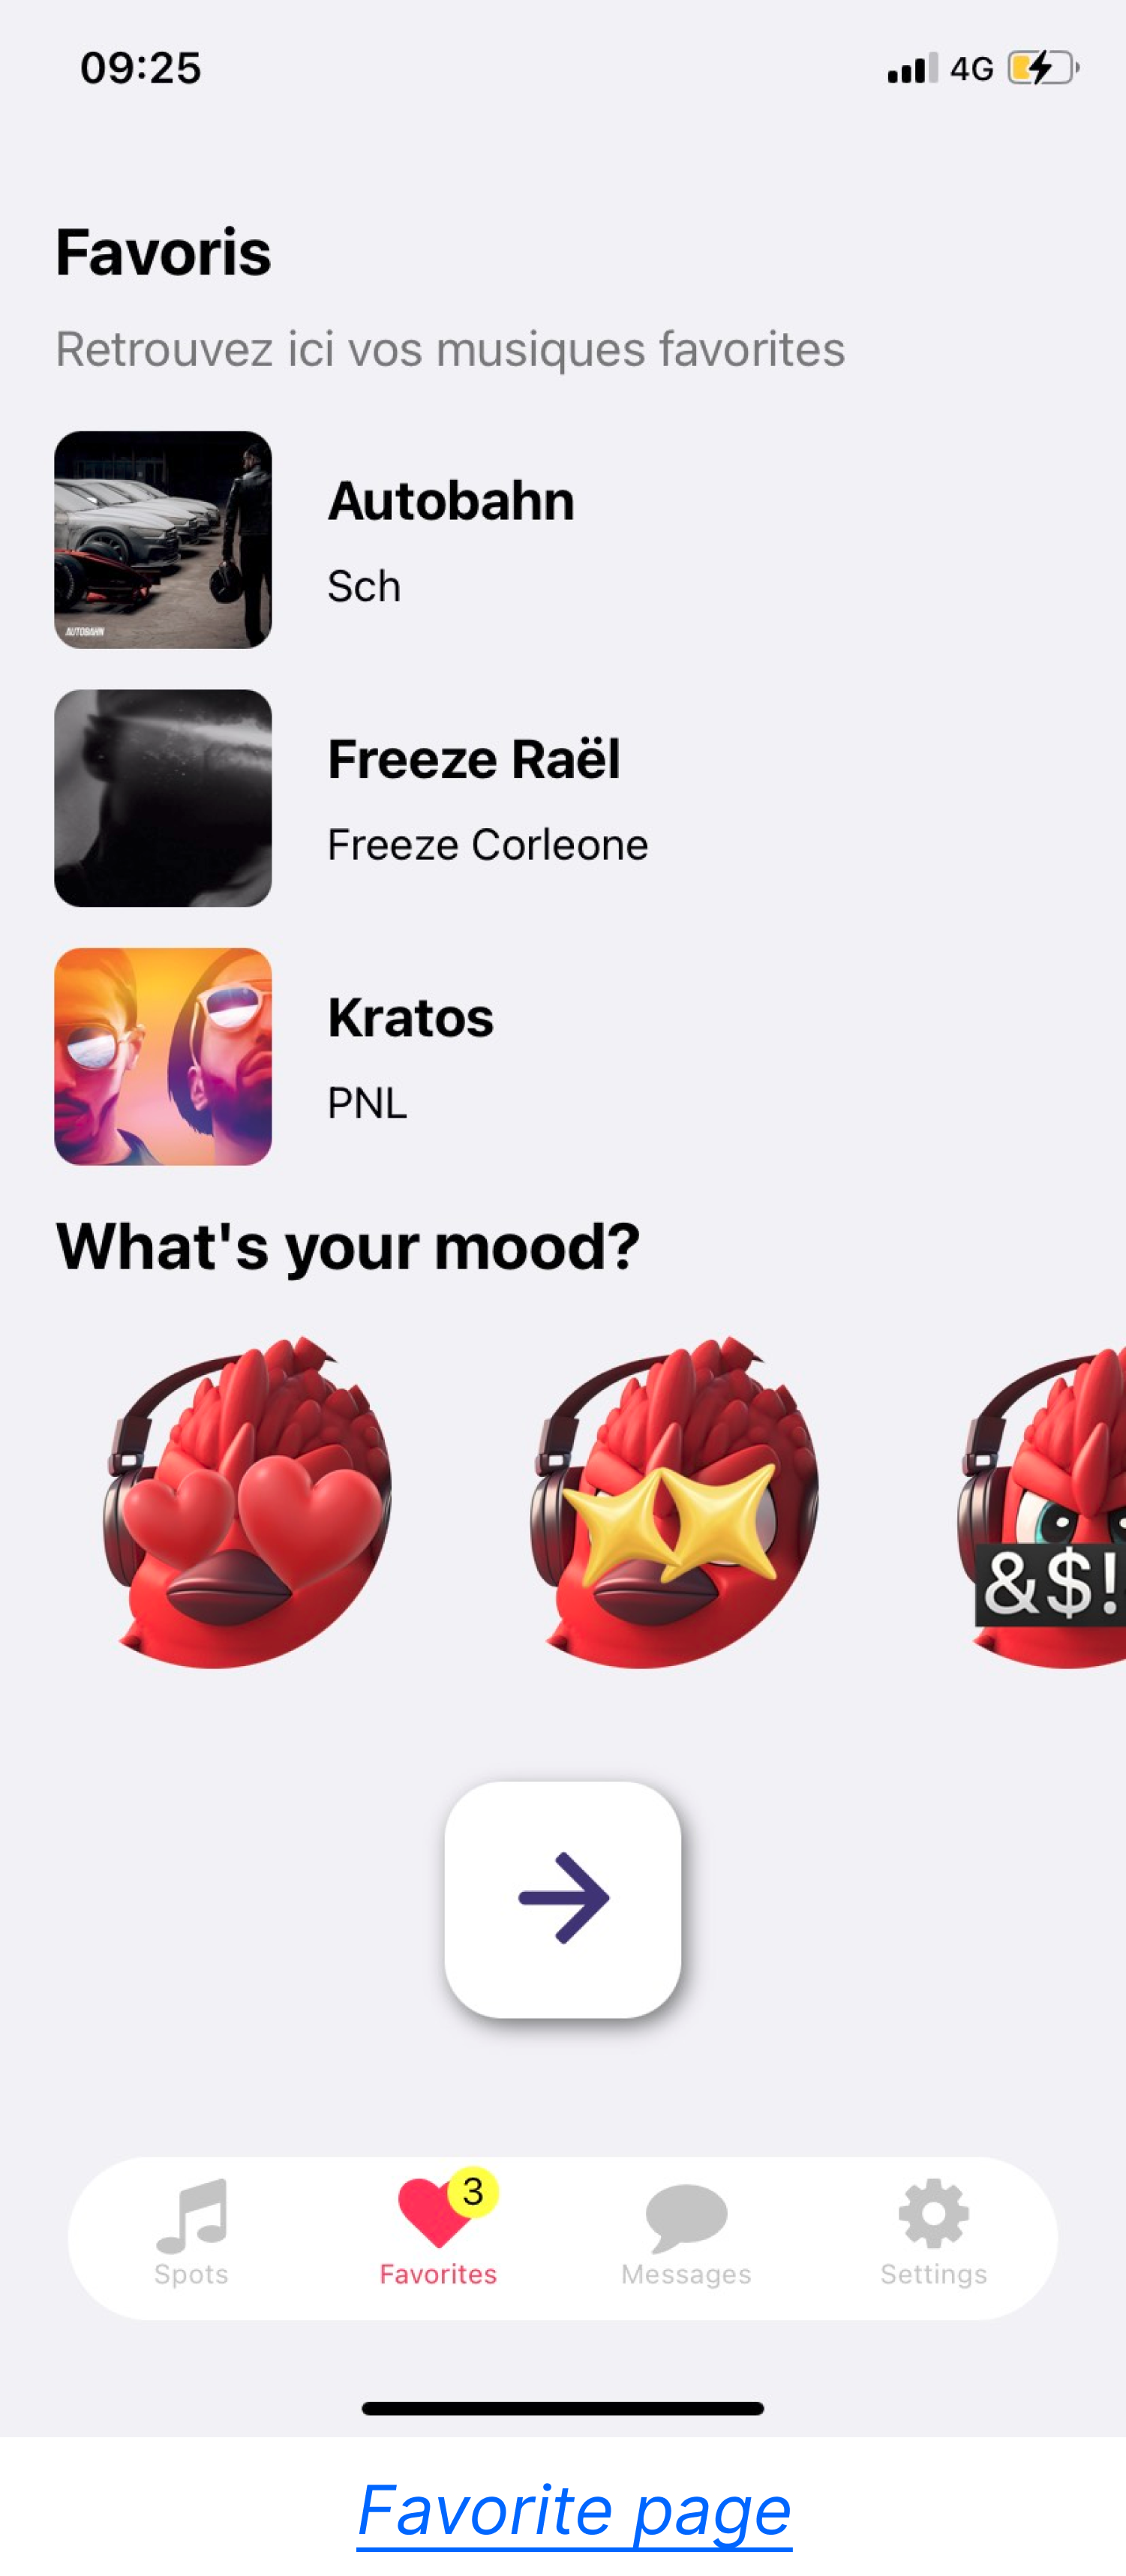 09:25
4G
Favoris
Retrouvez ici vos musiques favorites
AUTOBAHN
Autobahn
Sch
Freeze Raël
Freeze Corleone
Kratos
PNL
What's your mood?
&$!
3
Spots
Favorites
Messages
Settings
Favorite page